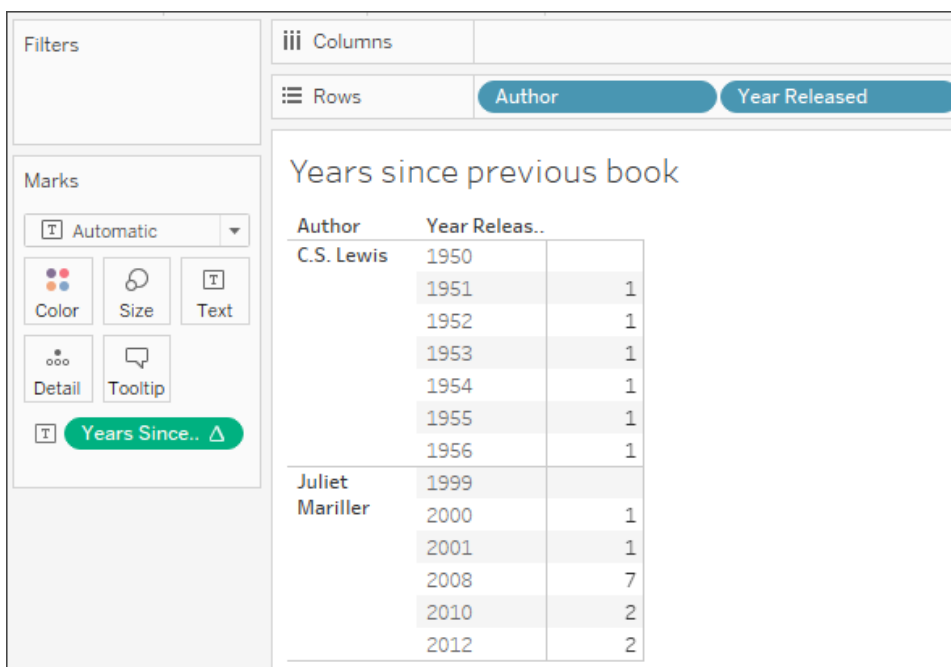 Filters
Columns
Rows Author Year Released
Marks
T Automatic
Color Size T Text
Detail Tooltip
T Years Since.. Δ
Years since previous book
Author Year Releas..
C.S. Lewis 1950
1951 1
1952 1
1953 1
1954 1
1955 1
1956 1
Juliet 1999
Mariller 2000 1
2001 1
2008 7
2010 2
2012 2